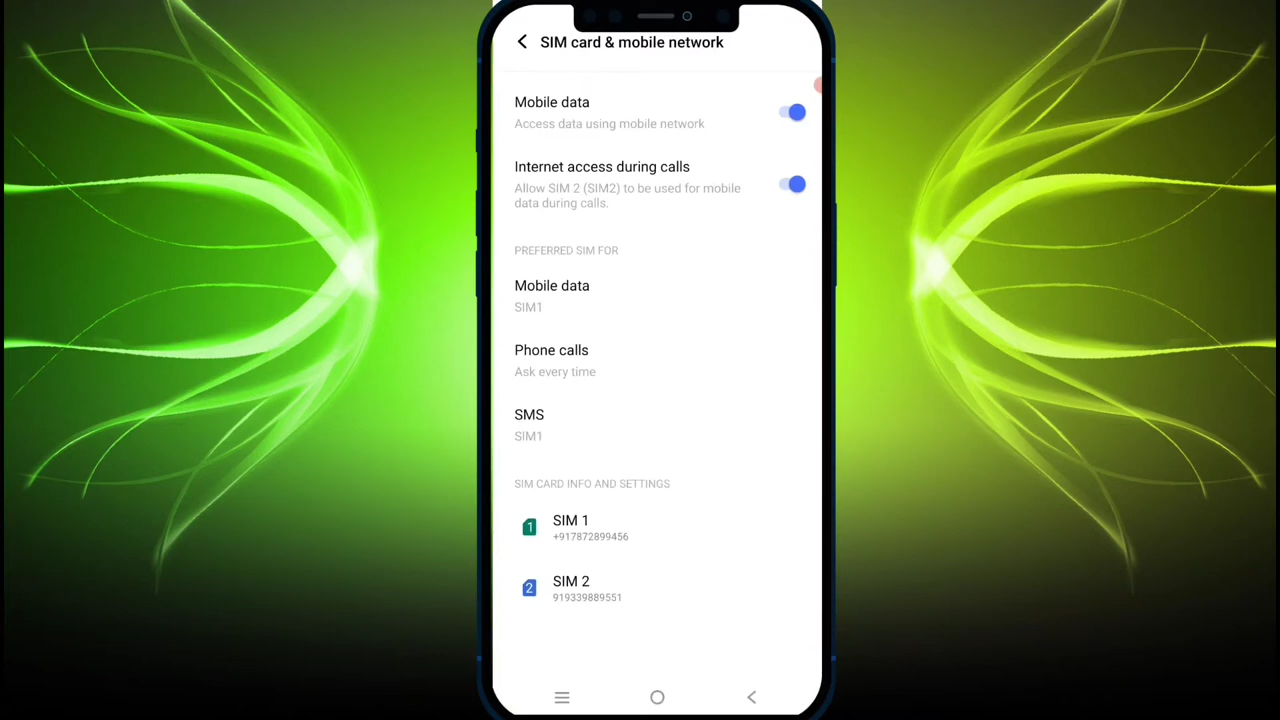 SIM card & mobile network
Mobile data
Access data using mobile network
Internet access during calls
Allow SIM 2 (SIM2) to be used for mobile
data during calls.
PREFERRED SIM FOR
Mobile data
SIM1
Phone calls
Ask every time
SMS
SIM1
SIM CARD INFO AND SETTINGS
1
SIM 1
+917872899456
2
SIM 2
919339889551